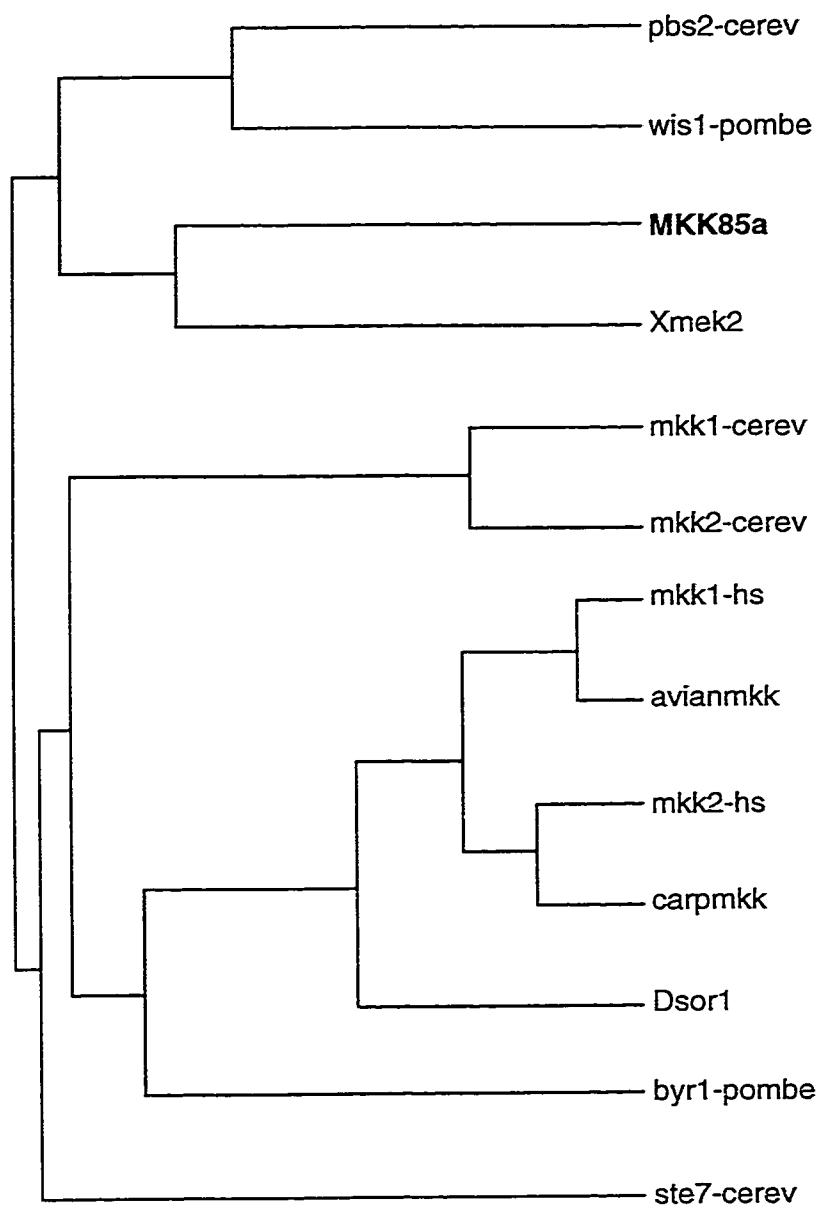 pbs2-cerev
wis1-pombe
MKK85a
Xmek2
mkk1-cerev
mkk2-cerev
mkk1-hs
avianmkk
mkk2-hs
carpmkk
Dsor1
byr1-pombe
ste7-cerev